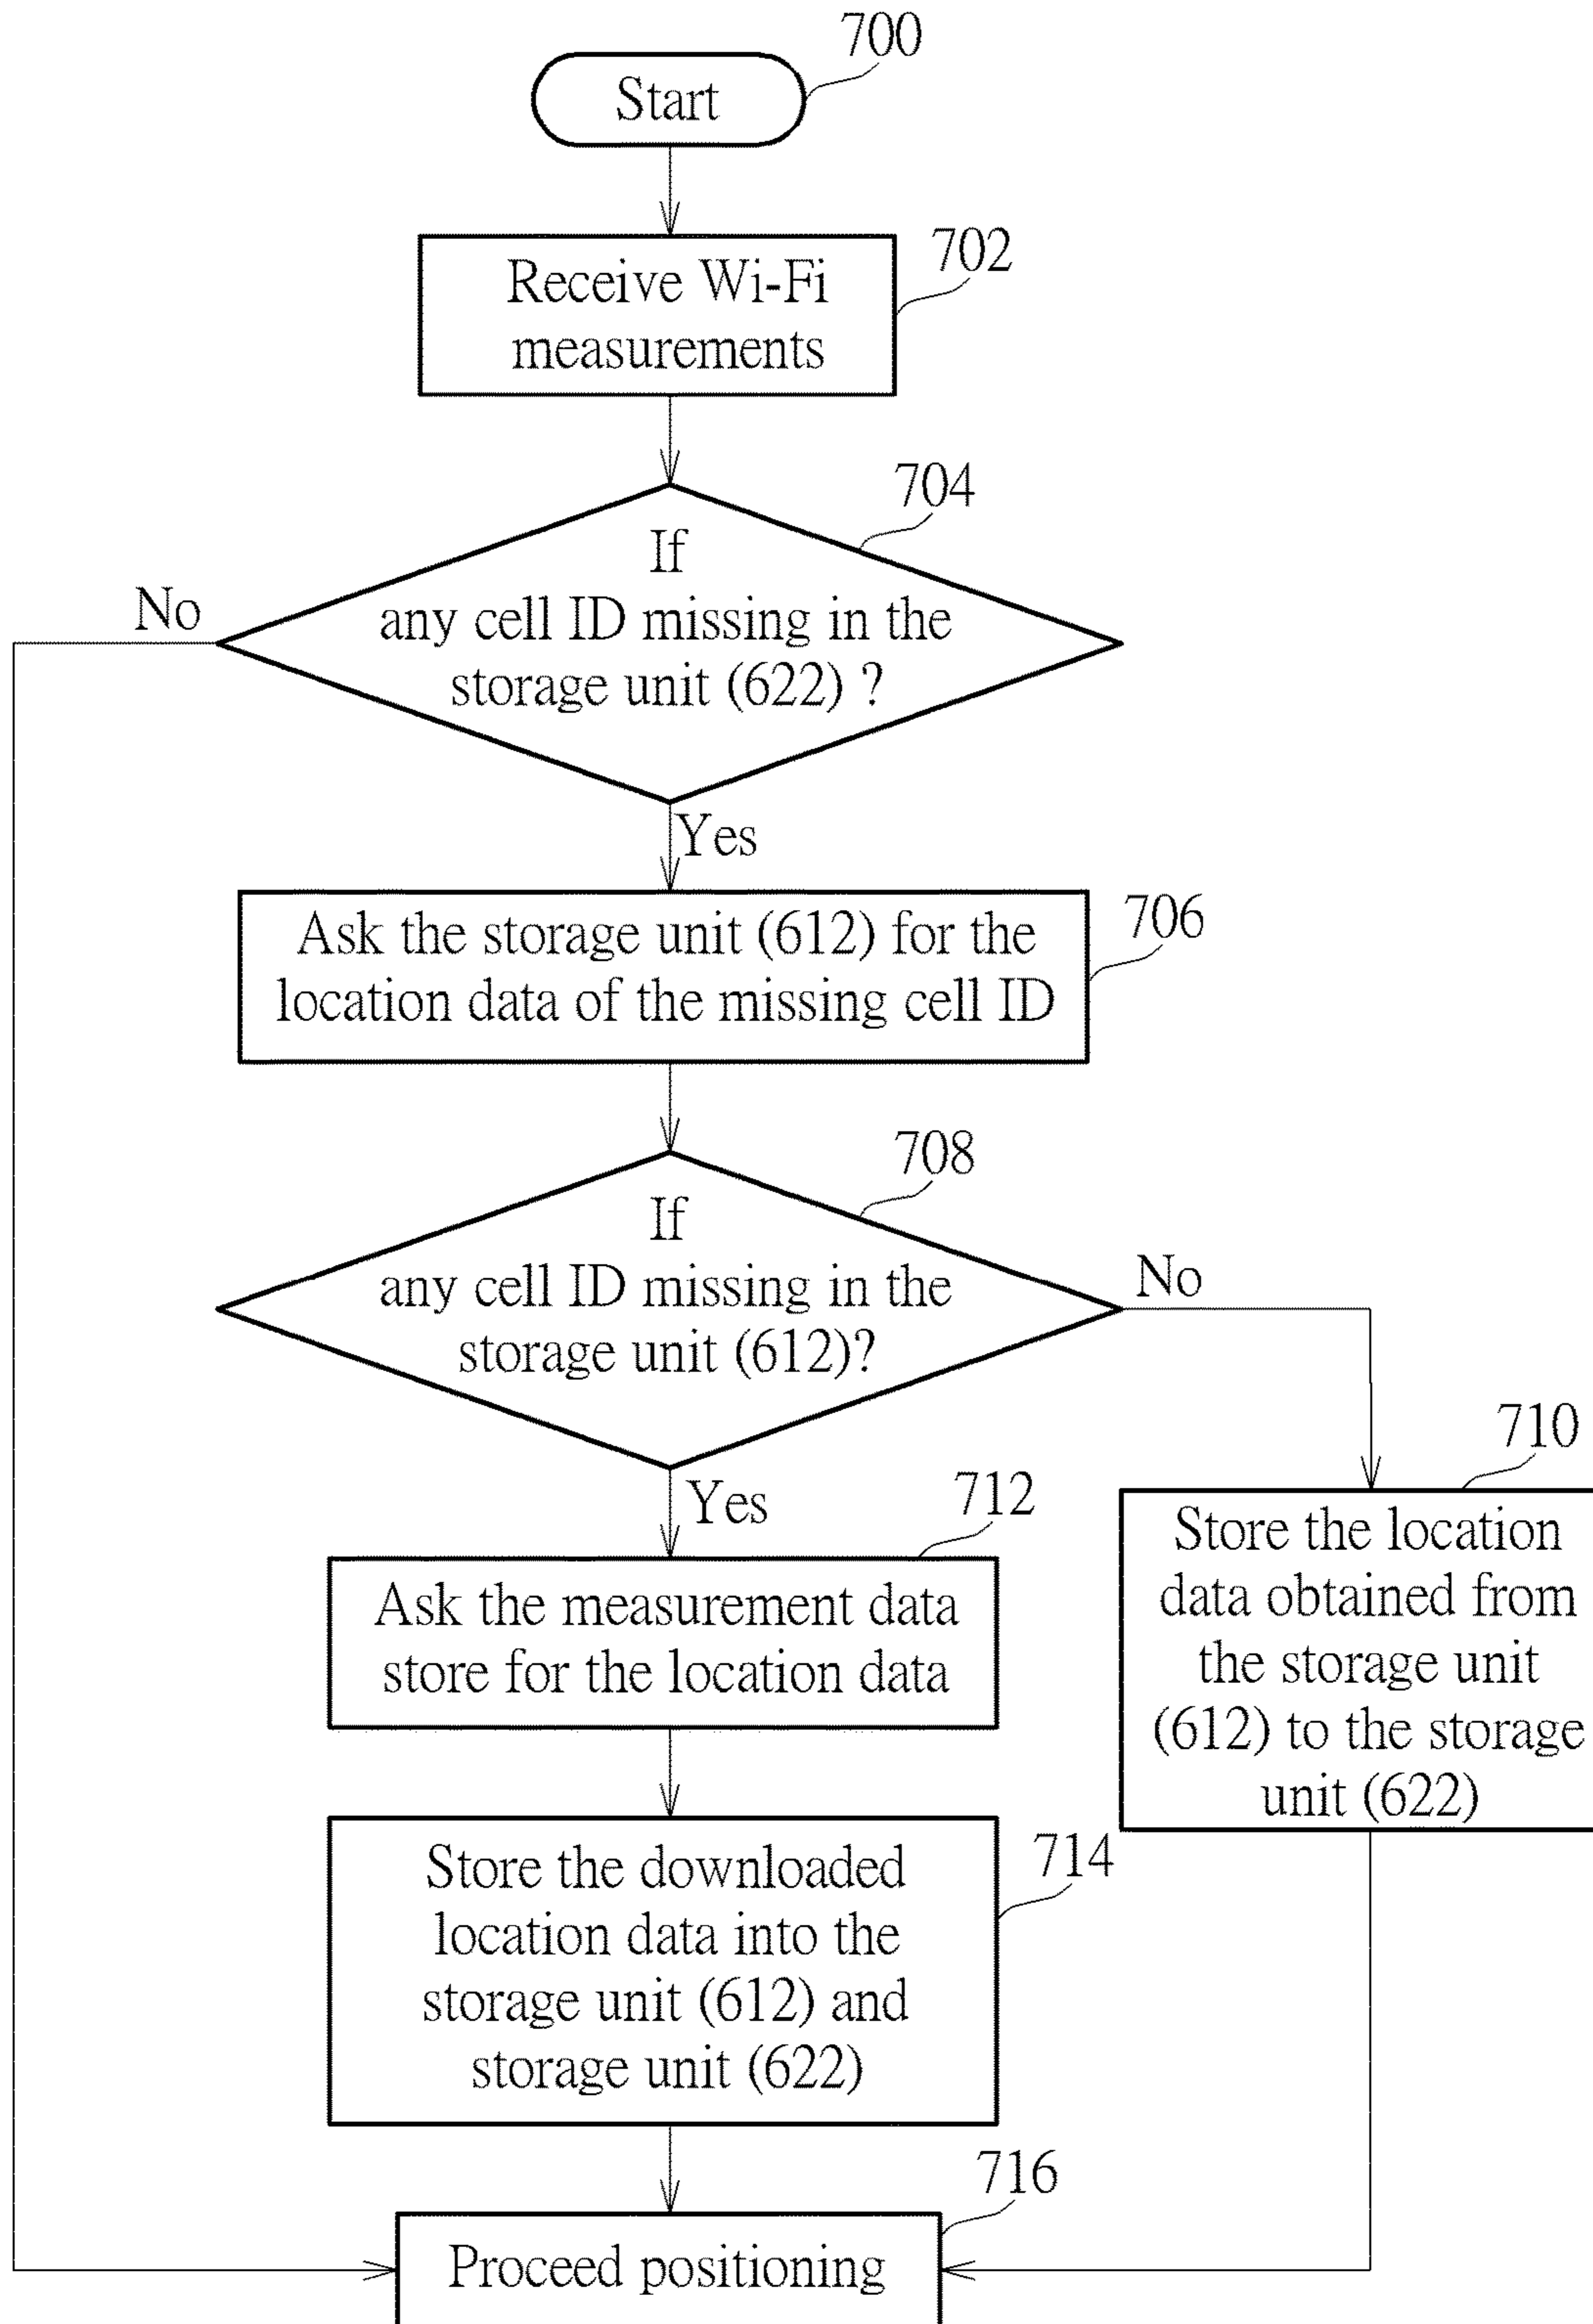 700
Start
702
Receive Wi-Fi
measurements
704
If
any cell ID missing in the
storage unit (622) ?
No
Yes
706
Ask the storage unit (612) for the
location data of the missing cell ID
708
If
any cell ID missing in the
storage unit (612)?
No
Yes
710
Store the location
data obtained from
the storage unit
(612) to the storage
unit (622)
712
Ask the measurement data
store for the location data
714
Store the downloaded
location data into the
storage unit (612) and
storage unit (622)
716
Proceed positioning